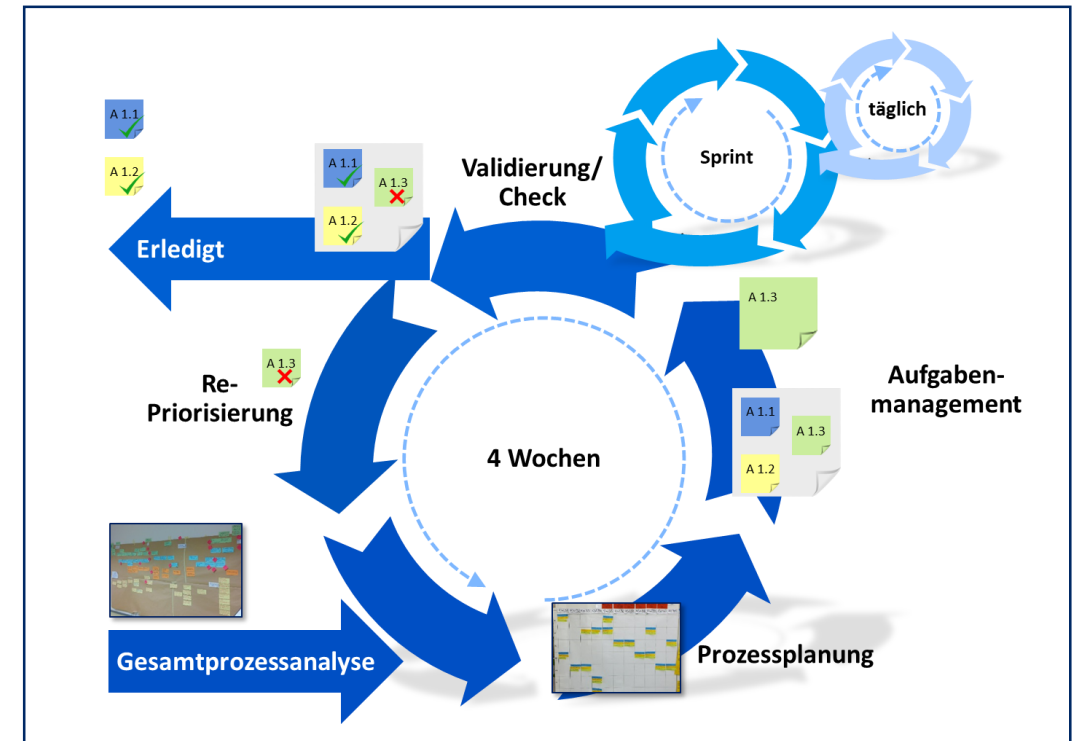 täglich
Sprint
A 1.1
A 1.2
Validierung/
Check
A 1.1
A 1.3
A 1.2
Erledigt
A 1.3
A 1.3
Re-
Priorisierung
Aufgaben-
management
A 1.1
A 1.3
A 1.2
4 Wochen
Gesamtprozessanalyse
Prozessplanung